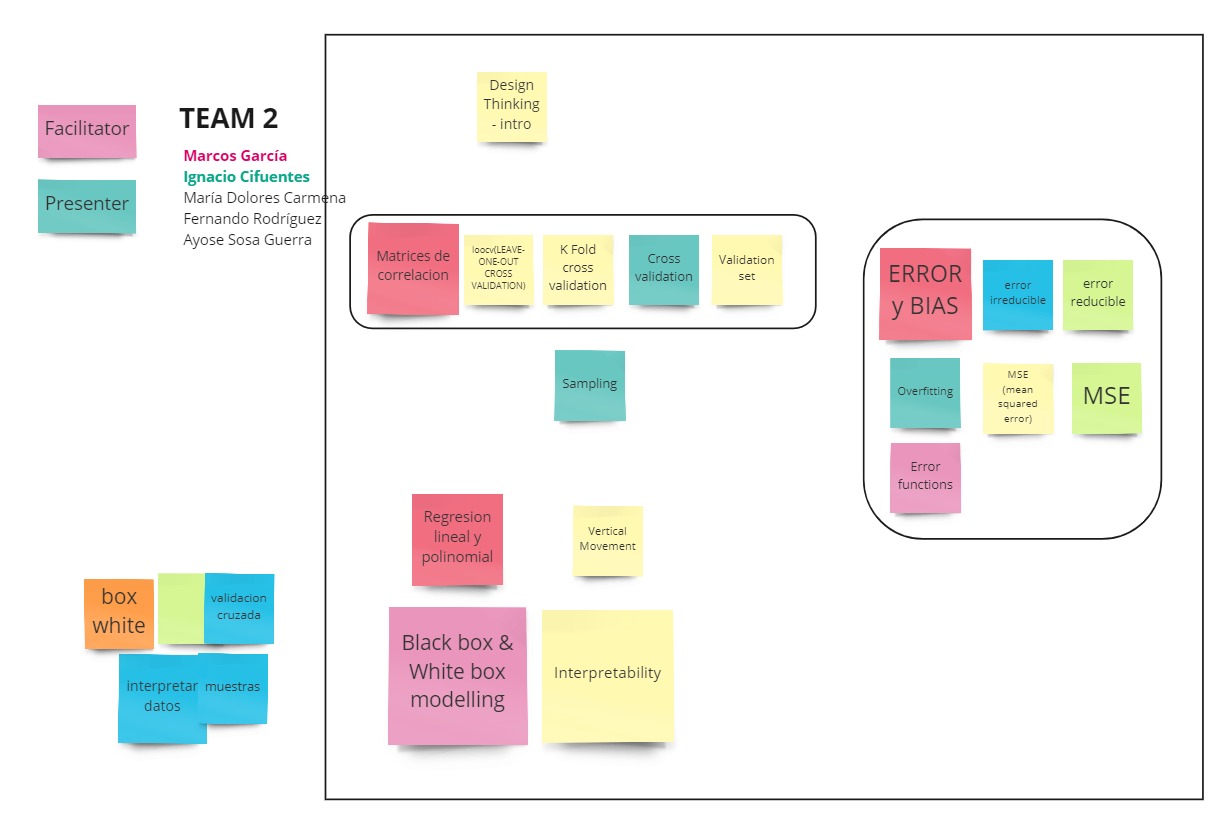 Facilitator
Presenter
TEAM 2
Marcos García
Ignacio Cifuentes
María Dolores Carmena
Fernando Rodríguez
Ayose Sosa Guerra
Design
Thinking
- intro
Matrices de
correlacion
loocv(LEAVE-
ONE-OUT
CROSS
VALIDATION)
K Fold
cross
validation
Cross
validation
Validation
set
ERROR
y BIAS
error
irreducible
error
reducible
Overfitting
MSE
(mean
squared
error)
MSE
Error
functions
Sampling
Regresion
lineal y
polinomial
Vertical
Movement
Black box &
White box
modelling
Interpretability
box
white
validacion
cruzada
interpretar
datos
muestras